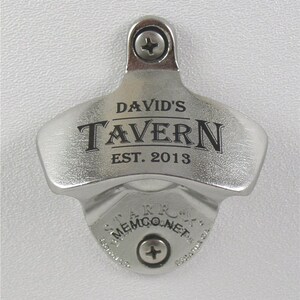 DAVID'S
TAVERN
EST. 2013
STARR X
MEMCO.NET